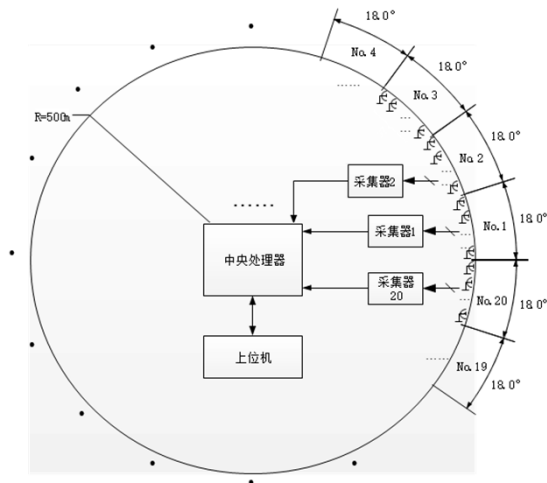 18.0°
No.4
18.0°
No.3
R=500m
18.0°
No.2
采集器2
……
18.0°
No.1
采集器1
中央处理器
采集器
20
No.20
18.0°
上位机
No.19
18.0°